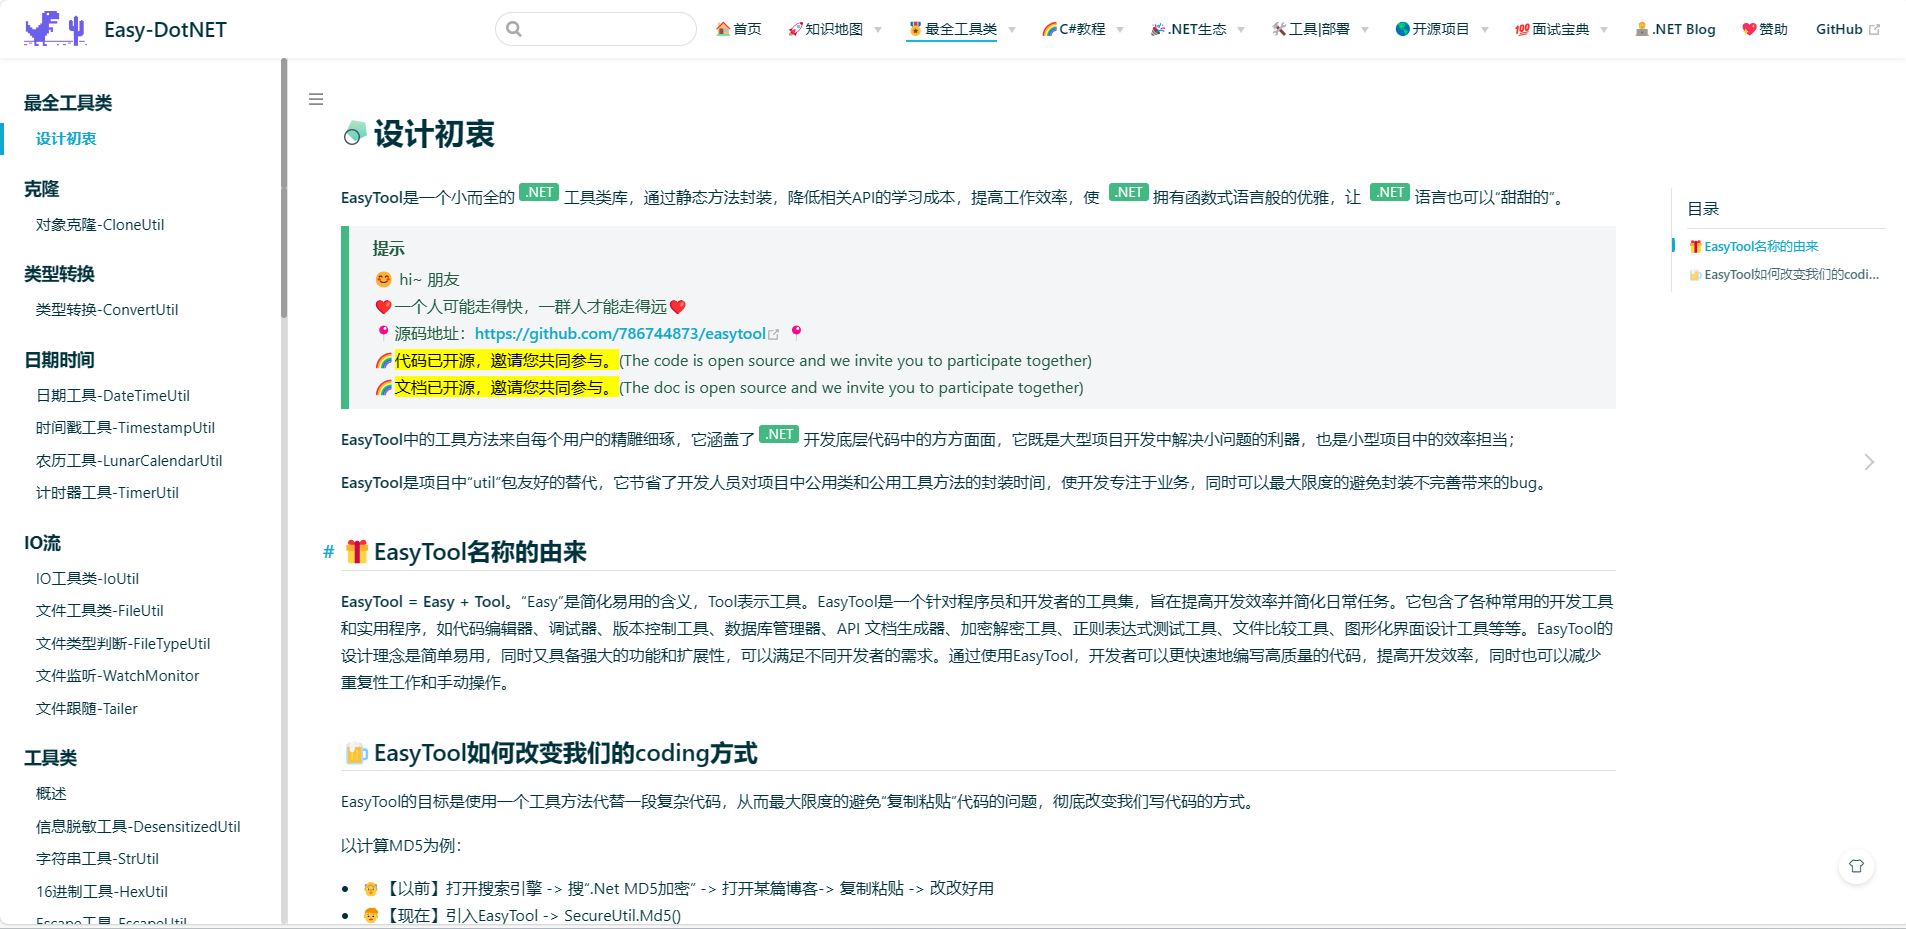 Easy-DotNET
首页
知识地图
最全工具类
C#教程
.NET生态
工具|部署
开源项目
面试宝典
.NET Blog
赞助
GitHub
最全工具类
设计初衷
克隆
对象克隆-CloneUtil
类型转换
类型转换-ConvertUtil
日期时间
日期工具-DateTimeUtil
时间戳工具-TimestampUtil
农历工具-LunarCalendarUtil
计时器工具-TimerUtil
IO流
IO工具类-IoUtil
文件工具类-FileUtil
文件类型判断-FileTypeUtil
文件监听-WatchMonitor
文件跟随-Tailer
工具类
概述
信息脱敏工具-DesensitizedUtil
字符串工具-StrUtil
16进制工具-HexUtil
Escape工具-EscapeUtil
设计初衷
EasyTool是一个小而全的 .NET 工具类库，通过静态方法封装，降低相关API的学习成本，提高工作效率，使 .NET 拥有函数式语言般的优雅，让 .NET 语言也可以“甜甜的”。
提示
😊 hi~ 朋友
❤️一个人可能走得快，一群人才能走得远❤️
📍源码地址：https://github.com/786744873/easytool 📍
🌈代码已开源，邀请您共同参与。(The code is open source and we invite you to participate together)
🌈文档已开源，邀请您共同参与。(The doc is open source and we invite you to participate together)
EasyTool中的工具方法来自每个用户的精雕细琢，它涵盖了 .NET 开发底层代码中的方方面面，它既是大型项目开发中解决小问题的利器，也是小型项目中的效率担当；
EasyTool是项目中“util”包友好的替代，它节省了开发人员对项目中公用类和公用工具方法的封装时间，使开发专注于业务，同时可以最大限度的避免封装不完善带来的bug。
# 🎁EasyTool名称的由来
EasyTool = Easy + Tool。“Easy”是简化易用的含义，Tool表示工具。EasyTool是一个针对程序员和开发者的工具集，旨在提高开发效率并简化日常任务。它包含了各种常用的开发工具
和实用程序，如代码编辑器、调试器、版本控制工具、数据库管理器、API 文档生成器、加密解密工具、正则表达式测试工具、文件比较工具、图形化界面设计工具等等。EasyTool的
设计理念是简单易用，同时又具备强大的功能和扩展性，可以满足不同开发者的需求。通过使用EasyTool，开发者可以更快速地编写高质量的代码，提高开发效率，同时也可以减少
重复性工作和手动操作。
🍺EasyTool如何改变我们的coding方式
EasyTool的目标是使用一个工具方法代替一段复杂代码，从而最大限度的避免“复制粘贴”代码的问题，彻底改变我们写代码的方式。
以计算MD5为例：
• 【以前】打开搜索引擎 -> 搜“.Net MD5加密” -> 打开某篇博客-> 复制粘贴 -> 改改好用
• 【现在】引入EasyTool -> SecureUtil.Md5()
目录
🎁EasyTool名称的由来
🍺EasyTool如何改变我们的codi...